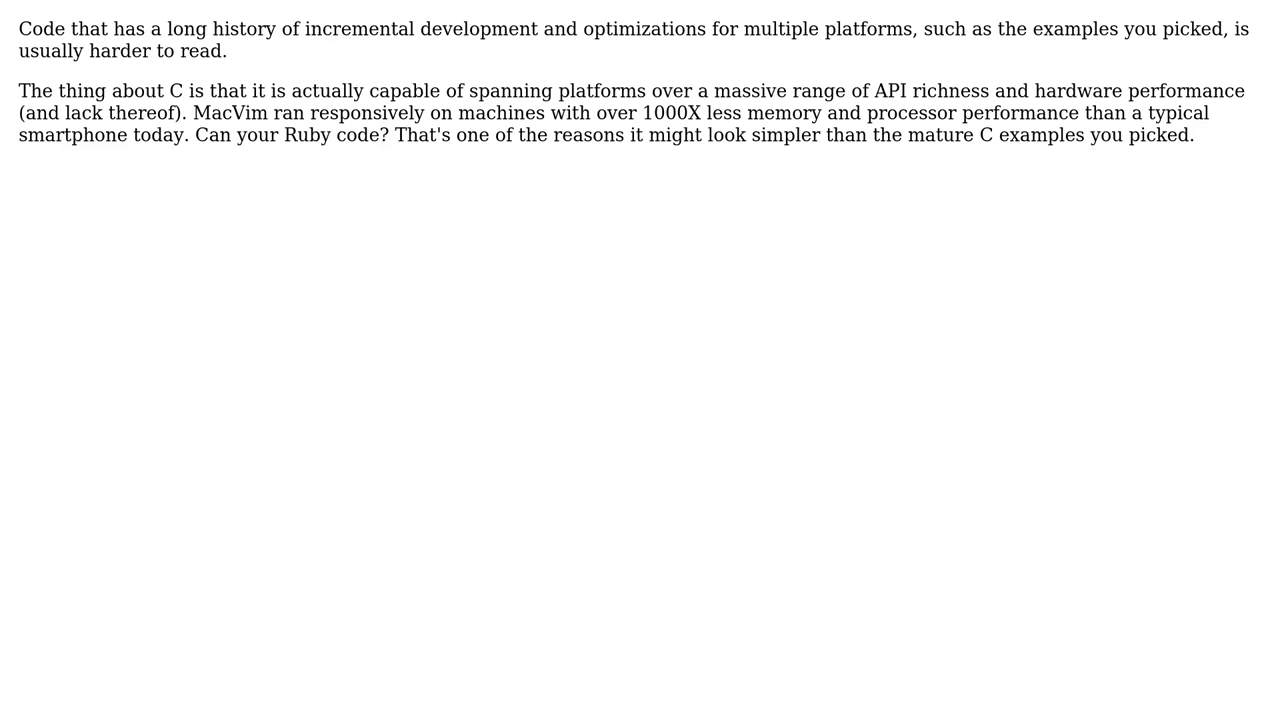 Code that has a long history of incremental development and optimizations for multiple platforms, such as the examples you picked, is
usually harder to read.
The thing about C is that it is actually capable of spanning platforms over a massive range of API richness and hardware performance
(and lack thereof). MacVim ran responsively on machines with over 1000X less memory and processor performance than a typical
smartphone today. Can your Ruby code? That's one of the reasons it might look simpler than the mature C examples you picked.